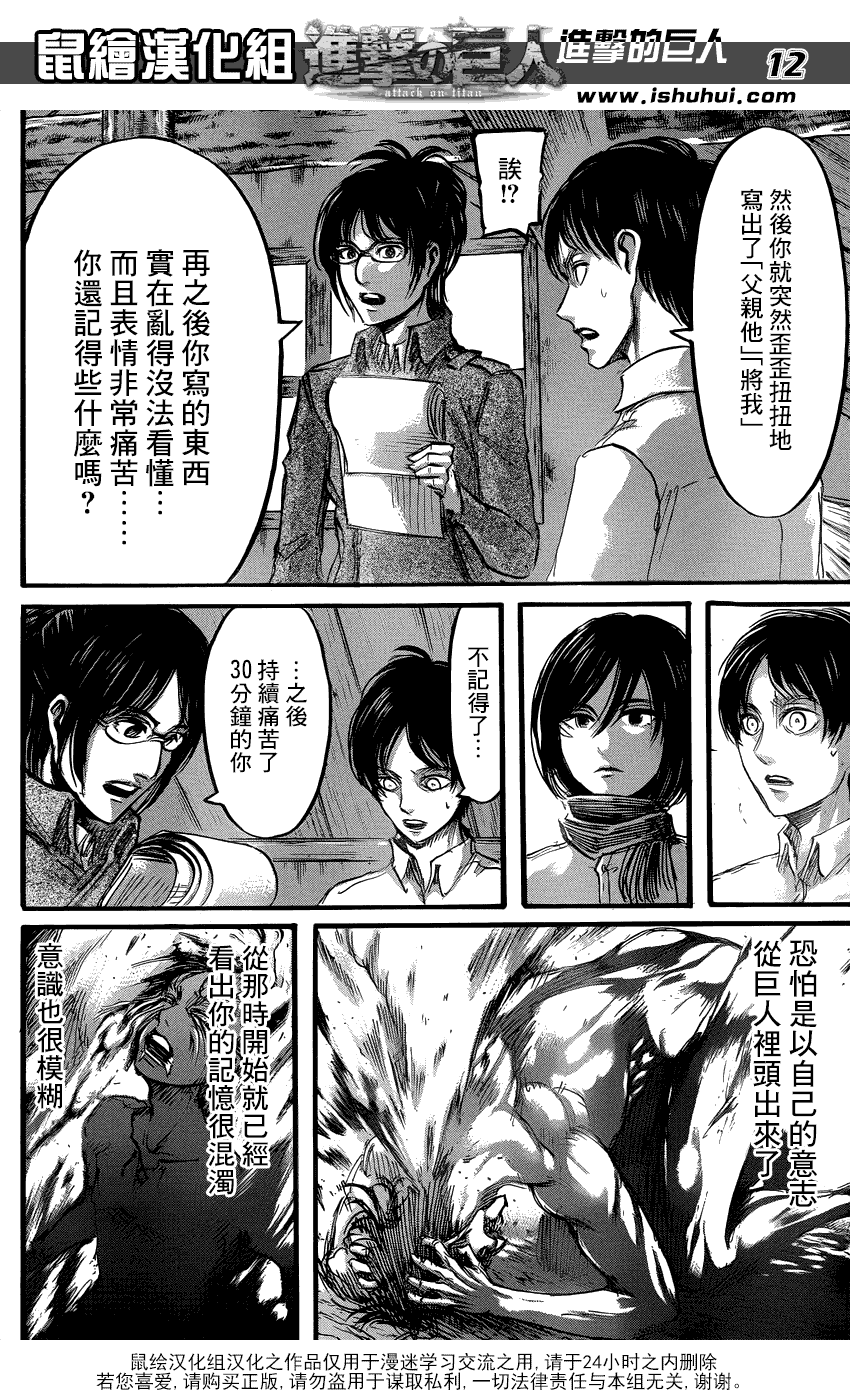 鼠繪漢化組
進撃の巨人
attack on titan
進擊的巨人
www.ishuhui.com
12
然後你就突然歪歪扭扭地
寫出了「父親他」「將我」
誒!?
再之後你寫的東西
實在亂得沒法看懂…
而且表情非常痛苦……
你還記得些什麼嗎？
不記得了…
…之後
持續痛苦了
30分鐘的你
恐怕是以自己的意志
從巨人裡頭出來了
從那時開始就已經
看出你的記憶很混濁
意識也很模糊
鼠绘汉化组汉化之作品仅用于漫迷学习交流之用, 请于24小时之内删除
若您喜爱, 请购买正版, 请勿盗用于谋取私利, 一切法律责任与本组无关, 谢谢。